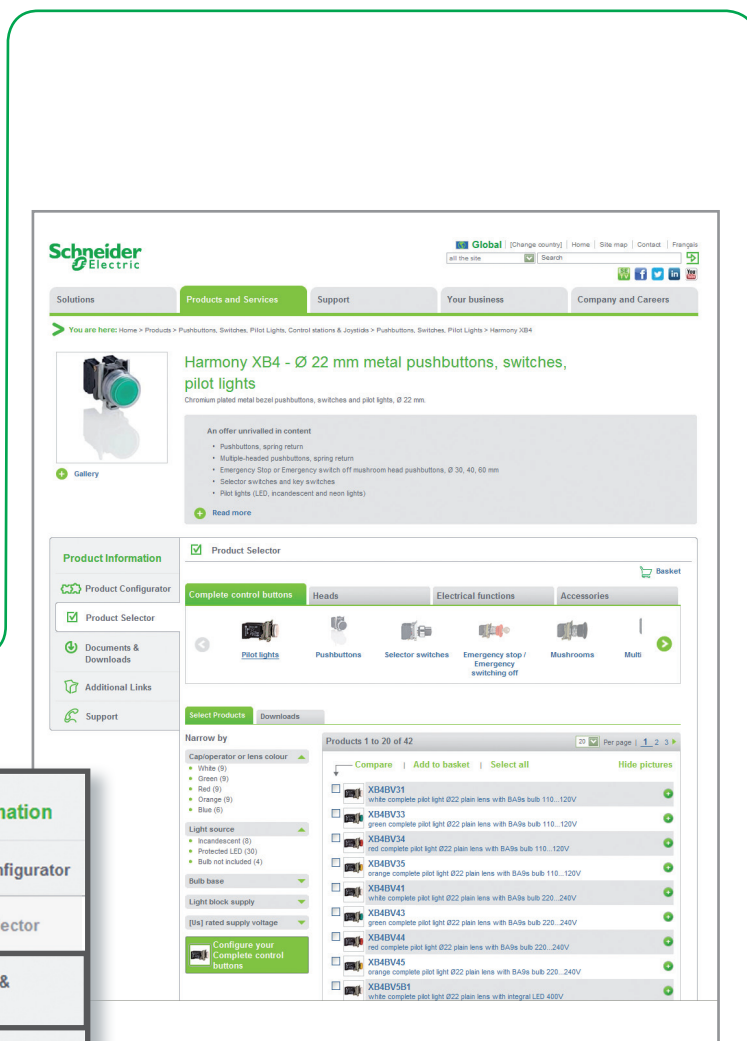 Schneider
Electric
Global | [Change country] | Home | Site map | Contact | Français
all the site Search
Solutions
Products and Services
Support
Your business
Company and Careers
You are here: Home > Products > Pushbuttons, Switches, Pilot Lights, Control stations & Joysticks > Pushbuttons, Switches, Pilot Lights > Harmony XB4
Harmony XB4 - Ø 22 mm metal pushbuttons, switches,
pilot lights
Chromium plated metal bezel pushbuttons, switches and pilot lights, Ø 22 mm.
An offer unrivalled in content
• Pushbuttons, spring return
• Multiple-headed pushbuttons, spring return
• Emergency Stop or Emergency switch off mushroom head pushbuttons, Ø 30, 40, 60 mm
• Selector switches and key switches
• Pilot lights (LED, incandescent and neon lights)
Read more
Gallery
Product Information
Product Configurator
Product Selector
Documents &
Downloads
Additional Links
Support
Product Selector
Basket
Complete control buttons
Heads
Electrical functions
Accessories
Pilot lights
Pushbuttons
Selector switches
Emergency stop /
Emergency
switching off
Mushrooms
Multi
Select Products
Downloads
Narrow by
Cap/operator or lens colour
• White (9)
• Green (9)
• Red (9)
• Orange (9)
• Blue (6)
Light source
• Incandescent (8)
• Protected LED (30)
• Bulb not included (4)
Bulb base
Light block supply
[Us] rated supply voltage
Configure your
Complete control
buttons
Products 1 to 20 of 42
20 Per page | 1 2 3
Compare | Add to basket | Select all
Hide pictures
XB4BV31
white complete pilot light Ø22 plain lens with BA9s bulb 110...120V
XB4BV33
green complete pilot light Ø22 plain lens with BA9s bulb 110...120V
XB4BV34
red complete pilot light Ø22 plain lens with BA9s bulb 110...120V
XB4BV35
orange complete pilot light Ø22 plain lens with BA9s bulb 110...120V
XB4BV41
white complete pilot light Ø22 plain lens with BA9s bulb 220...240V
XB4BV43
green complete pilot light Ø22 plain lens with BA9s bulb 220...240V
XB4BV44
red complete pilot light Ø22 plain lens with BA9s bulb 220...240V
XB4BV45
orange complete pilot light Ø22 plain lens with BA9s bulb 220...240V
XB4BV5B1
white complete pilot light Ø22 plain lens with integral LED 400V
mation
nfigurator
ector
&